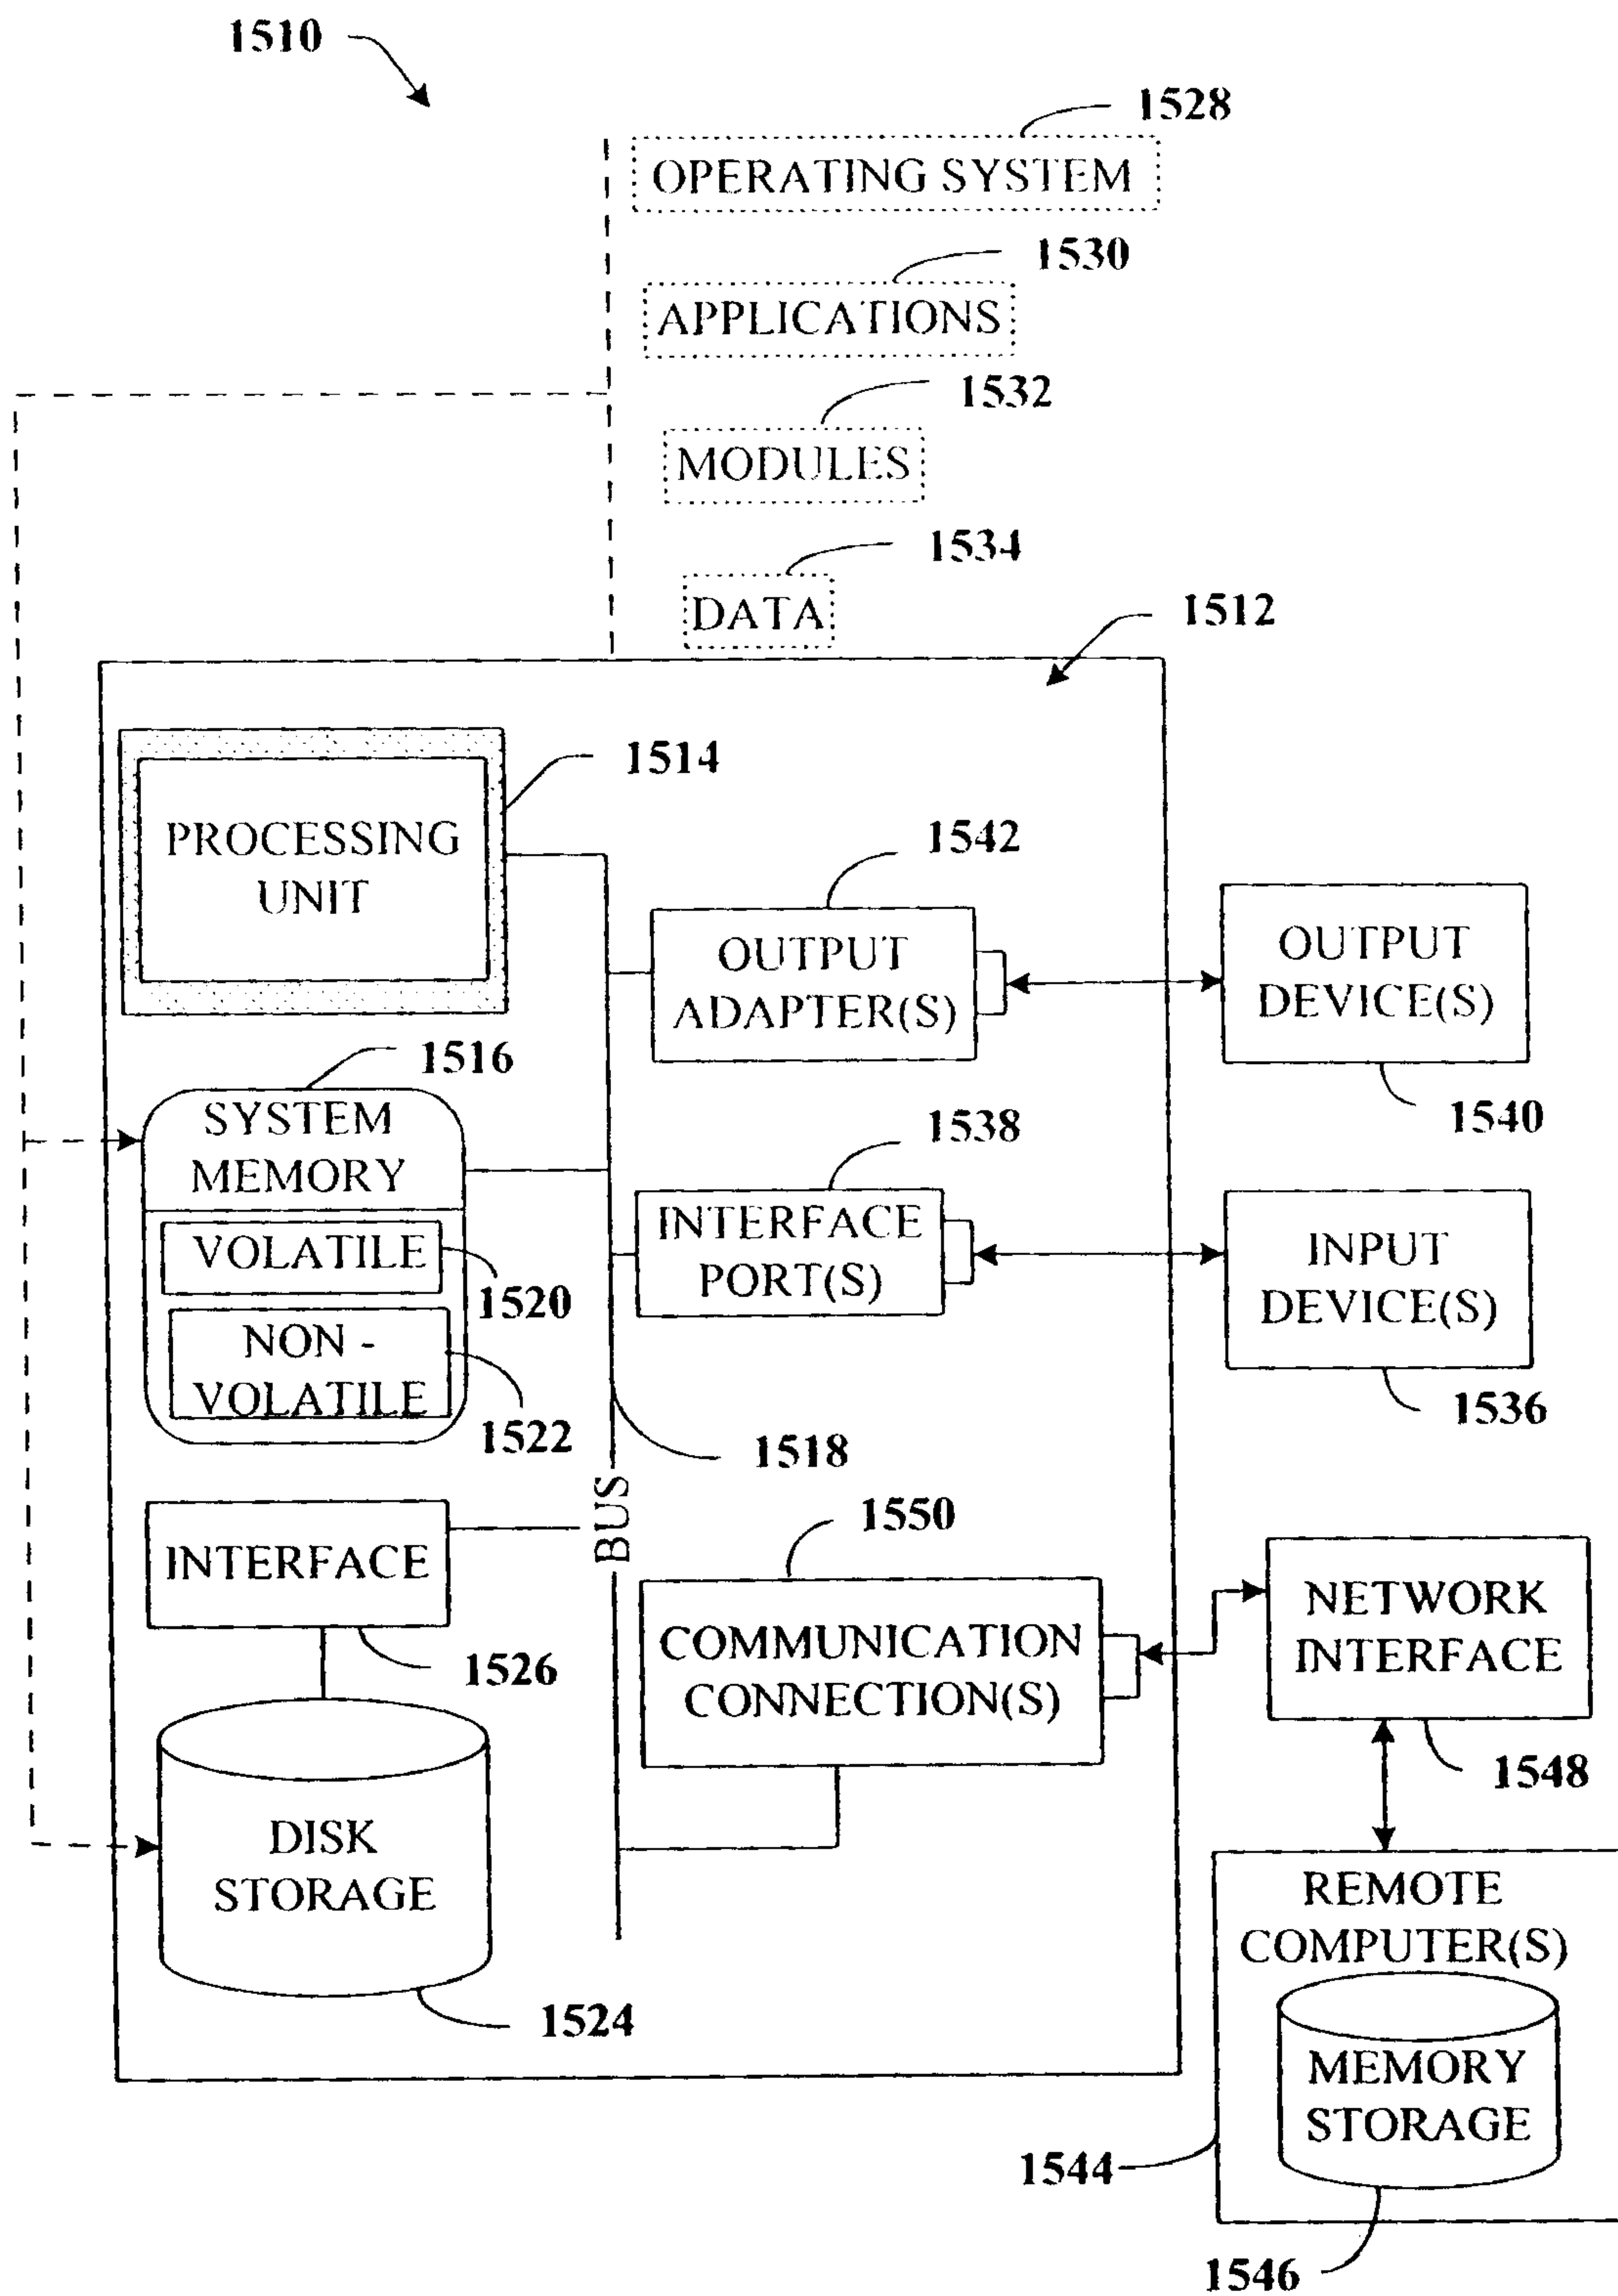 1510
1528
OPERATING SYSTEM
1530
APPLICATIONS
1532
MODULES
1534
DATA
1512
1514
PROCESSING
UNIT
1542
OUTPUT
ADAPTER(S)
OUTPUT
DEVICE(S)
1540
1516
SYSTEM
MEMORY
VOLATILE
1520
NON -
VOLATILE
1522
1538
INTERFACE
PORT(S)
INPUT
DEVICE(S)
1536
1518
BUS
INTERFACE
1526
1550
COMMUNICATION
CONNECTION(S)
NETWORK
INTERFACE
1548
DISK
STORAGE
1524
REMOTE
COMPUTER(S)
MEMORY
STORAGE
1544
1546